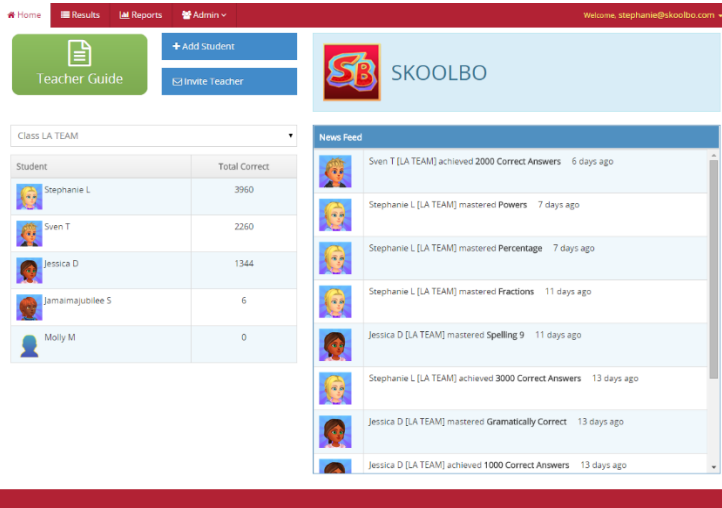 Home Results Reports Admin Welcome, stephanie@skoolbo.com
Teacher Guide
Add Student
Invite Teacher
SB SKOOLBO
Class LA TEAM
Student Total Correct
Stephanie L 3960
Sven T 2260
Jessica D 1344
Jamaimajubilee S 6
Molly M 0
News Feed
Sven T [LA TEAM] achieved 2000 Correct Answers 6 days ago
Stephanie L [LA TEAM] mastered Powers 7 days ago
Stephanie L [LA TEAM] mastered Percentage 7 days ago
Stephanie L [LA TEAM] mastered Fractions 11 days ago
Jessica D [LA TEAM] mastered Spelling 9 11 days ago
Stephanie L [LA TEAM] achieved 3000 Correct Answers 13 days ago
Jessica D [LA TEAM] mastered Gramatically Correct 13 days ago
Jessica D [LA TEAM] achieved 1000 Correct Answers 13 days ago